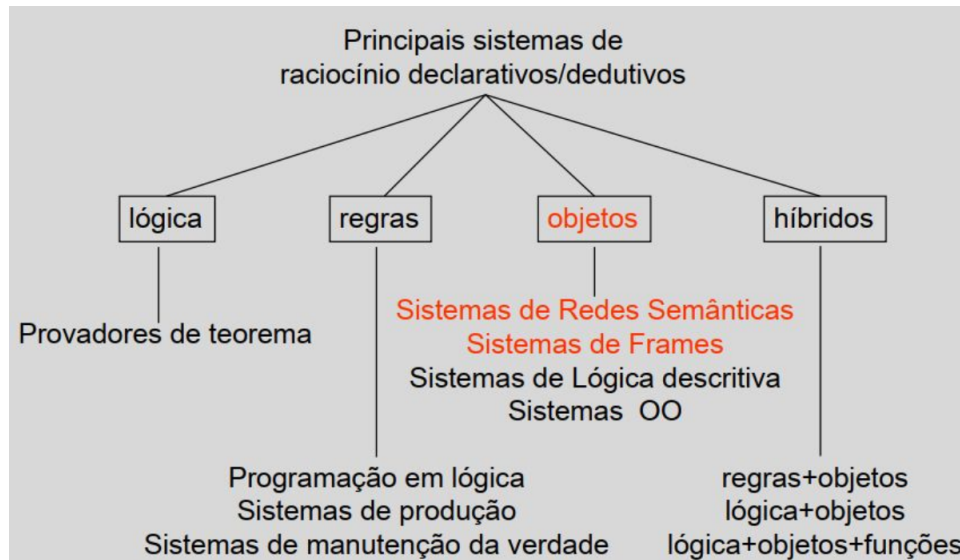 Principais sistemas de
raciocínio declarativos/dedutivos
lógica
regras
objetos
híbridos
Provadores de teorema
Sistemas de Redes Semânticas
Sistemas de Frames
Sistemas de Lógica descritiva
Sistemas OO
Programação em lógica
Sistemas de produção
Sistemas de manutenção da verdade
regras+objetos
lógica+objetos
lógica+objetos+funções